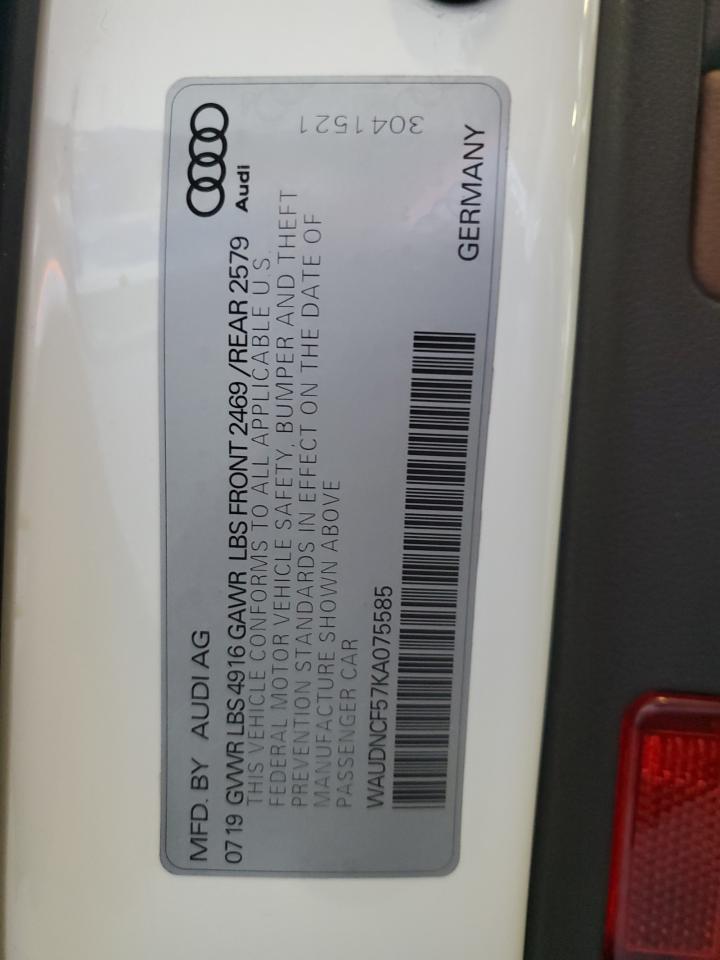 MFD. BY AUDI AG
Audi
0719 GVWR LBS 4916 GAWR LBS FRONT 2469 /REAR 2579
THIS VEHICLE CONFORMS TO ALL APPLICABLE U.S.
FEDERAL MOTOR VEHICLE SAFETY, BUMPER AND THEFT
PREVENTION STANDARDS IN EFFECT ON THE DATE OF
MANUFACTURE SHOWN ABOVE
PASSENGER CAR
3041521
WAUDNCF57KA075585
GERMANY